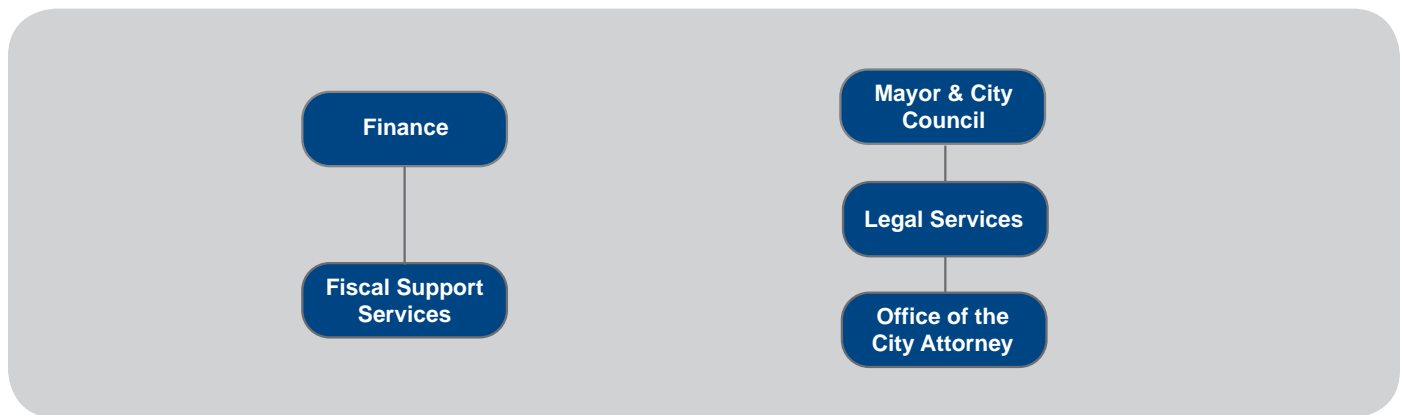 Finance
Fiscal Support
Services
Mayor & City
Council
Legal Services
Office of the
City Attorney